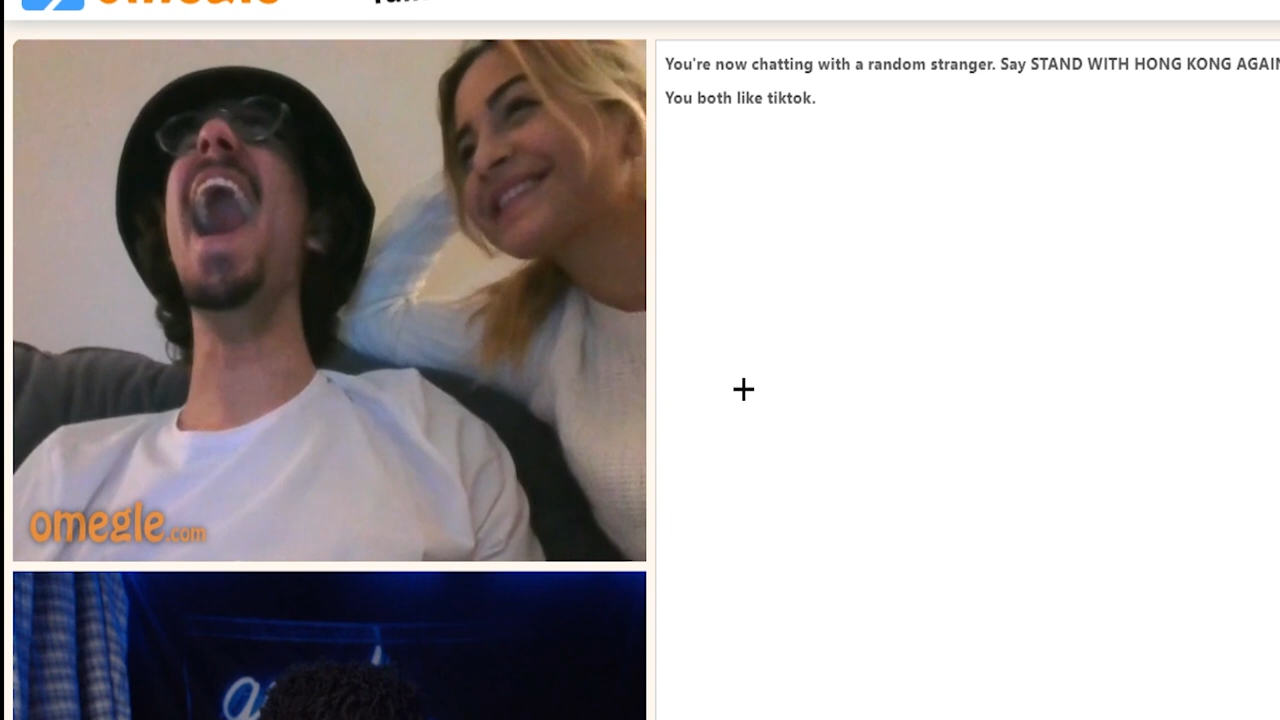 omegle
You're now chatting with a random stranger. Say STAND WITH HONG KONG AGAIN
You both like tiktok.
omegle.com